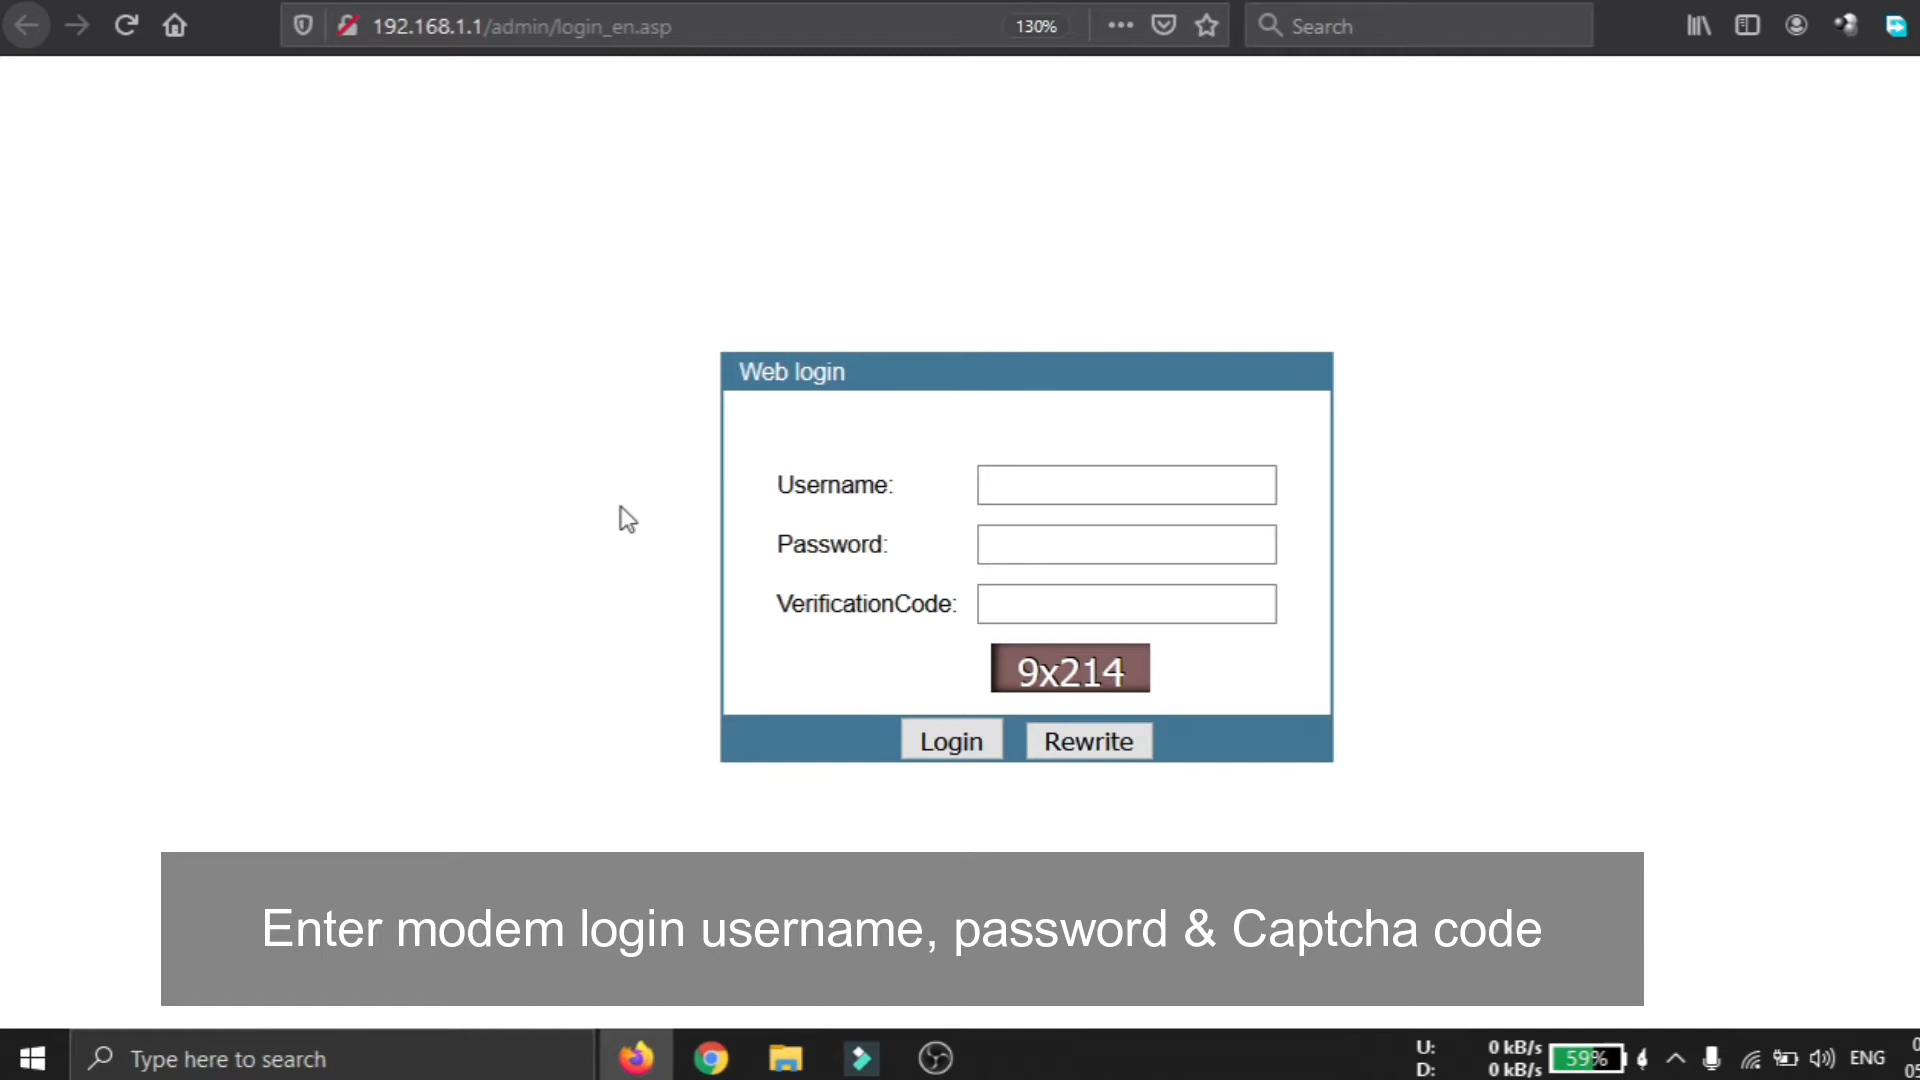 192.168.1.1/admin/login_en.asp
130%
Search
Web login
Username:
Password:
VerificationCode:
9x214
Login
Rewrite
Enter modem login username, password & Captcha code
Type here to search
U: 0 kB/s
D: 0 kB/s
59%
ENG